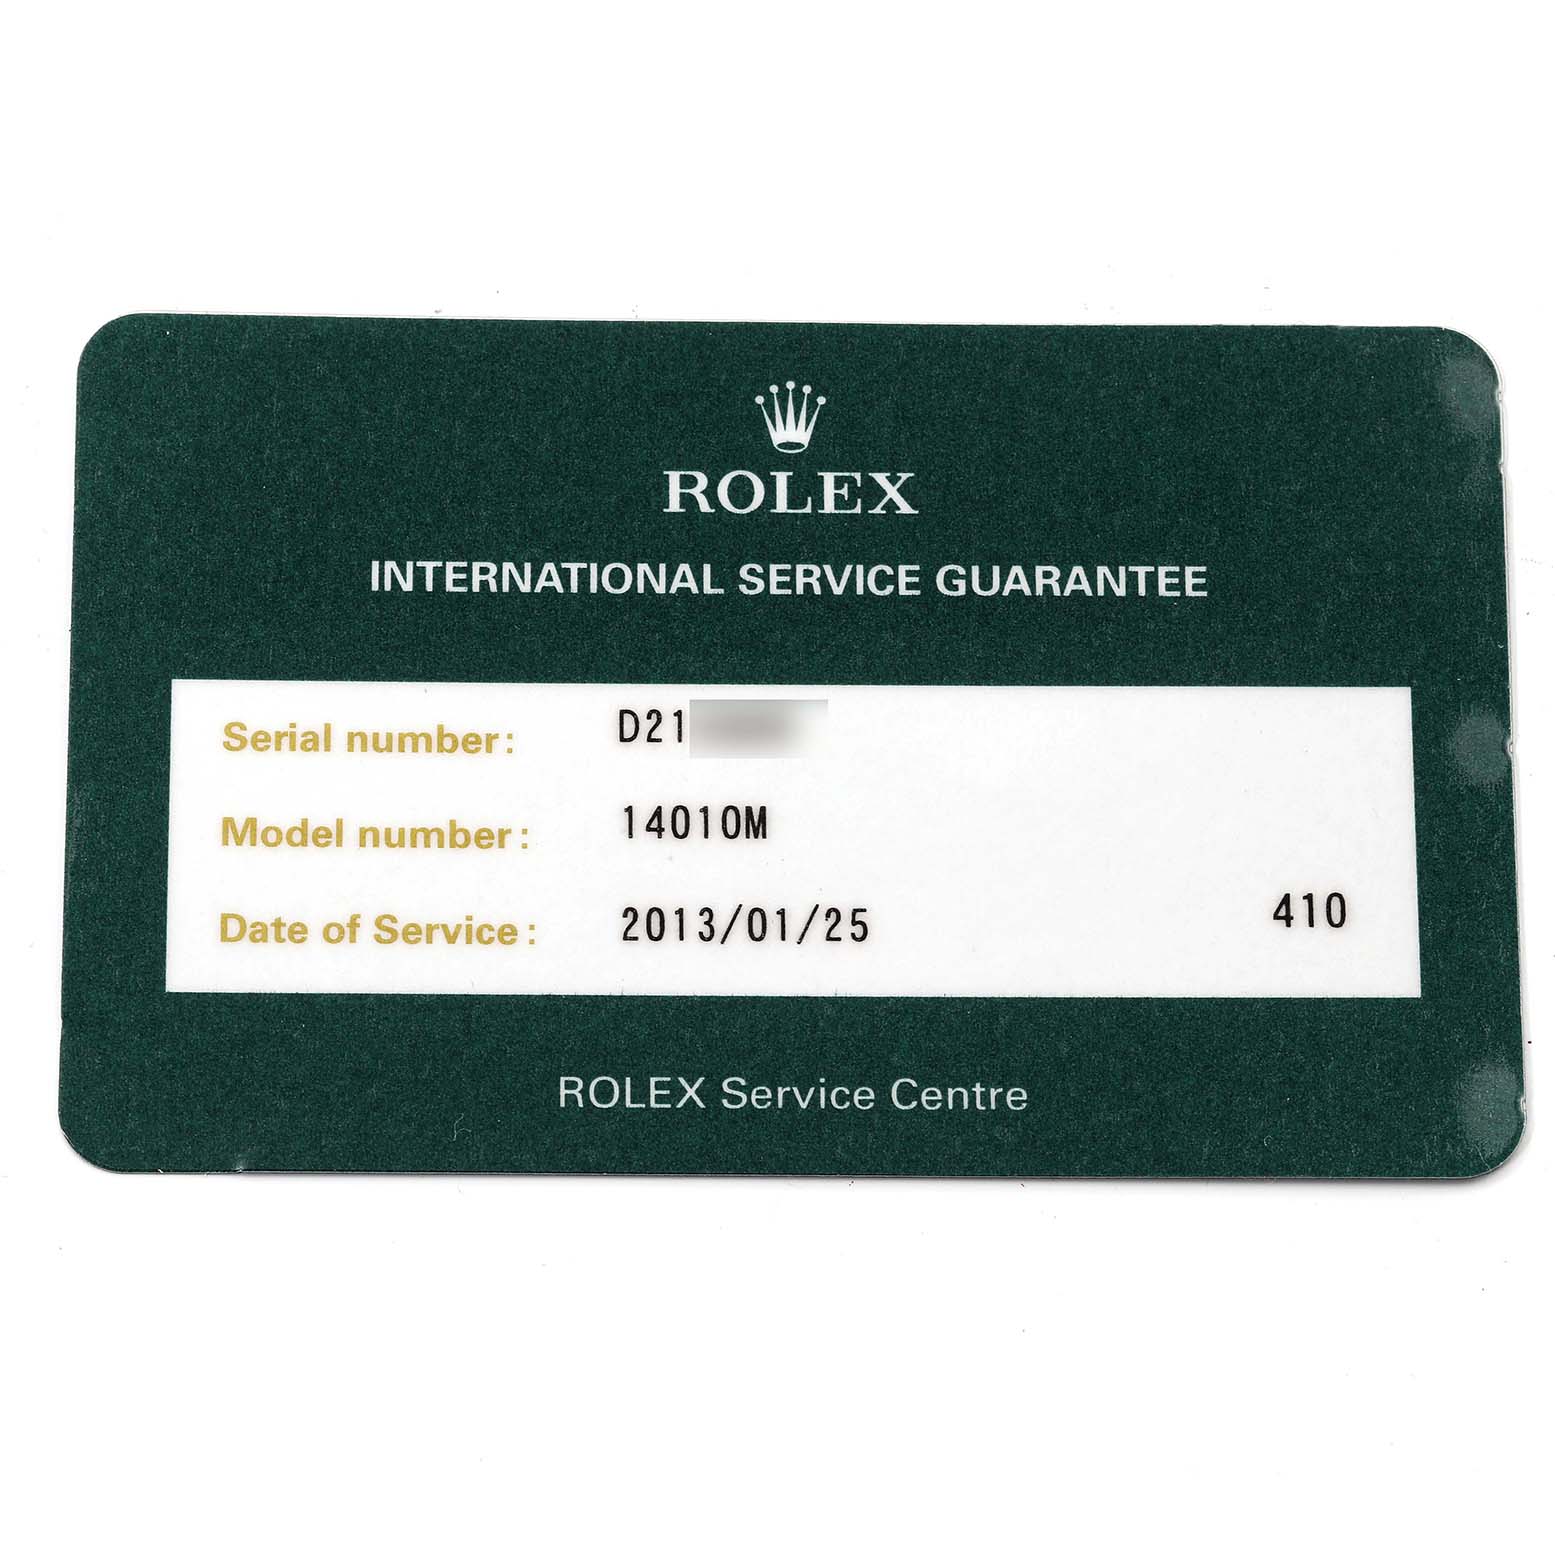 ROLEX
INTERNATIONAL SERVICE GUARANTEE
Serial number: D21
Model number: 14010M
Date of Service: 2013/01/25 410
ROLEX Service Centre